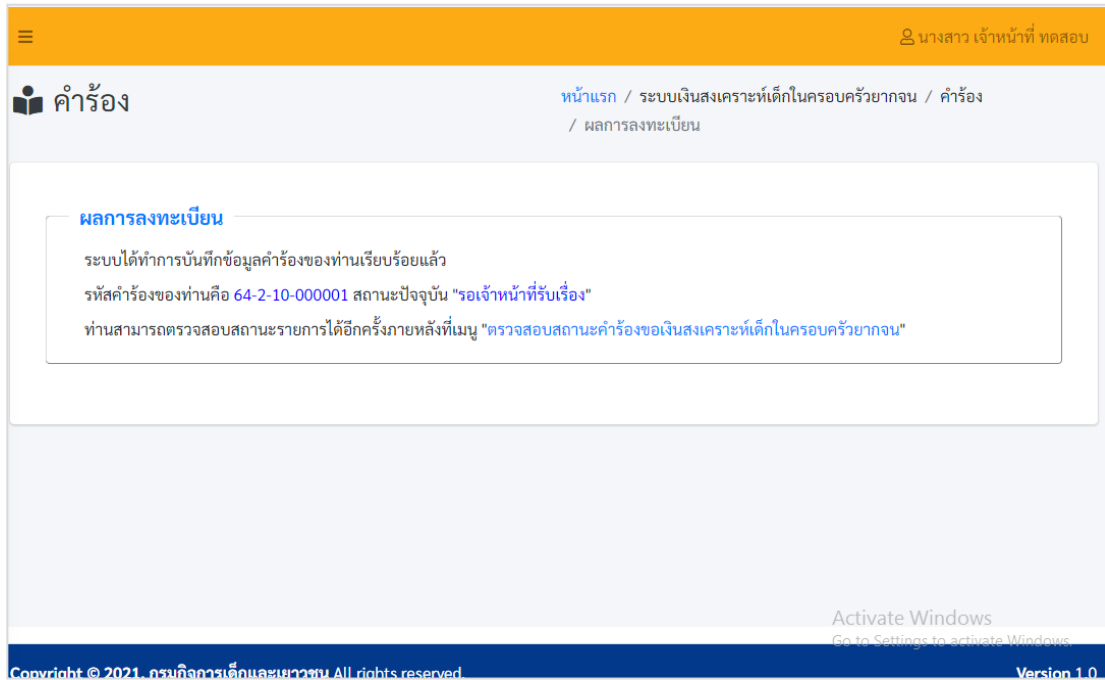 นางสาว เจ้าหน้าที่ ทดสอบ
คำร้อง
หน้าแรก / ระบบเงินสงเคราะห์เด็กในครอบครัวยากจน / คำร้อง
/ ผลการลงทะเบียน
ผลการลงทะเบียน
ระบบได้ทำการบันทึกข้อมูลคำร้องของท่านเรียบร้อยแล้ว
รหัสคำร้องของท่านคือ 64-2-10-000001 สถานะปัจจุบัน "รอเจ้าหน้าที่รับเรื่อง"
ท่านสามารถตรวจสอบสถานะรายการได้อีกครั้งภายหลังที่เมนู "ตรวจสอบสถานะคำร้องขอเงินสงเคราะห์เด็กในครอบครัวยากจน"
Activate Windows
Go to Settings to activate Windows.
Copyright © 2021. กรมกิจการเด็กและเยาวชน All rights reserved.
Version 1.0